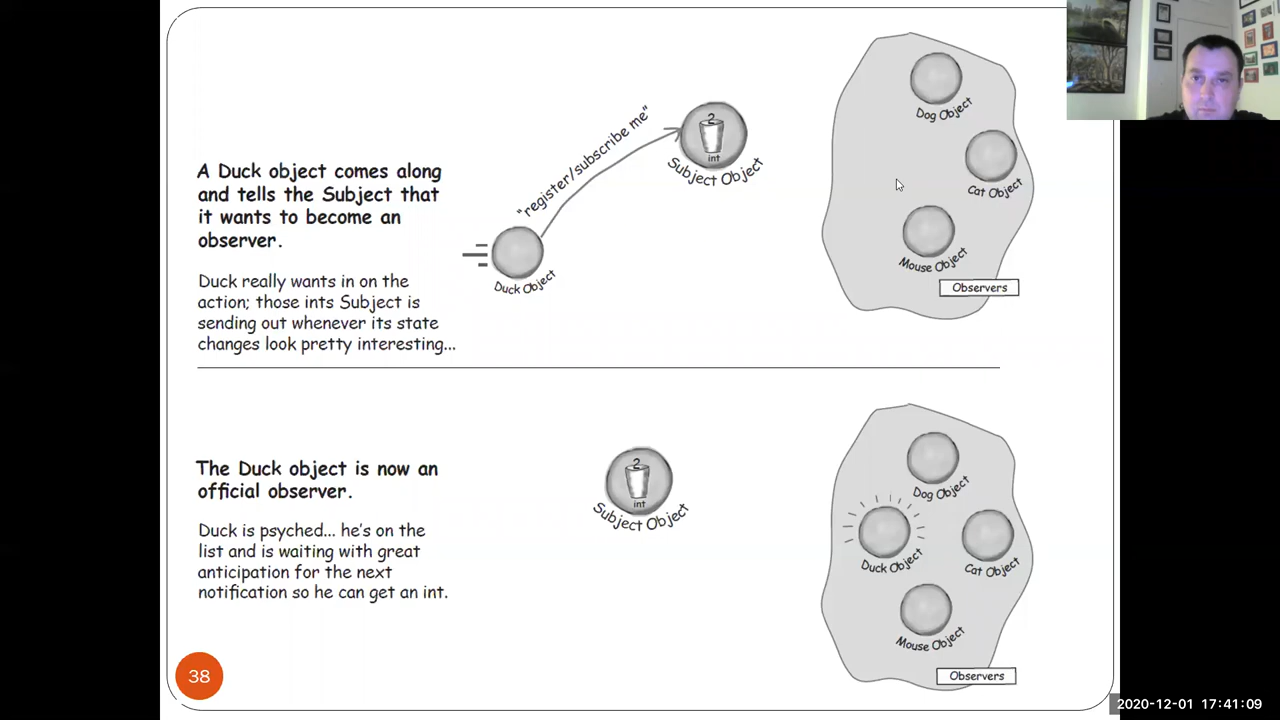 A Duck object comes along
and tells the Subject that
it wants to become an
observer.
Duck really wants in on the
action; those ints Subject is
sending out whenever its state
changes look pretty interesting...
"register/subscribe me"
2
int
Subject Object
Duck Object
Dog Object
Cat Object
Mouse Object
Observers
The Duck object is now an
official observer.
Duck is psyched... he's on the
list and is waiting with great
anticipation for the next
notification so he can get an int.
2
int
Subject Object
Dog Object
Duck Object
Cat Object
Mouse Object
Observers
38
2020-12-01 17:41:09